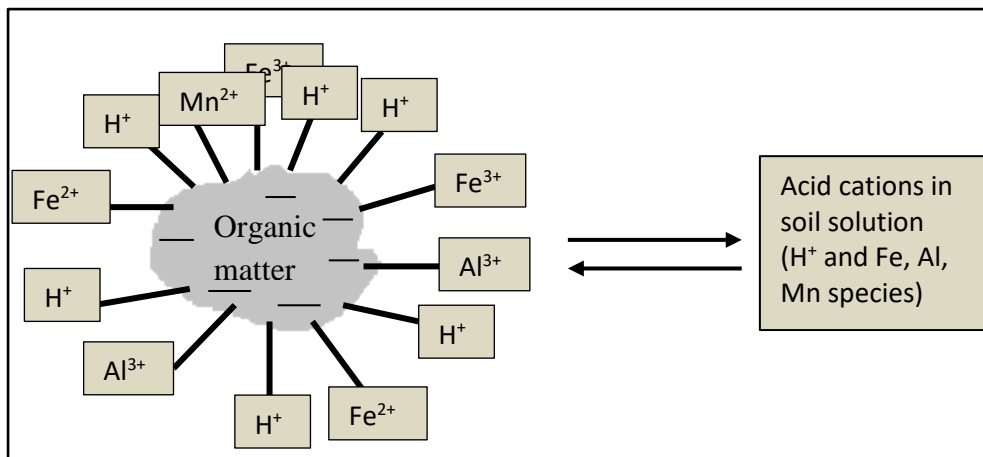 Fe³⁺
Mn²⁺
H⁺
H⁺
H⁺
Fe²⁺
Fe³⁺
Organic
matter
Al³⁺
H⁺
H⁺
Al³⁺
H⁺
Fe²⁺
Acid cations in
soil solution
(H⁺ and Fe, Al,
Mn species)